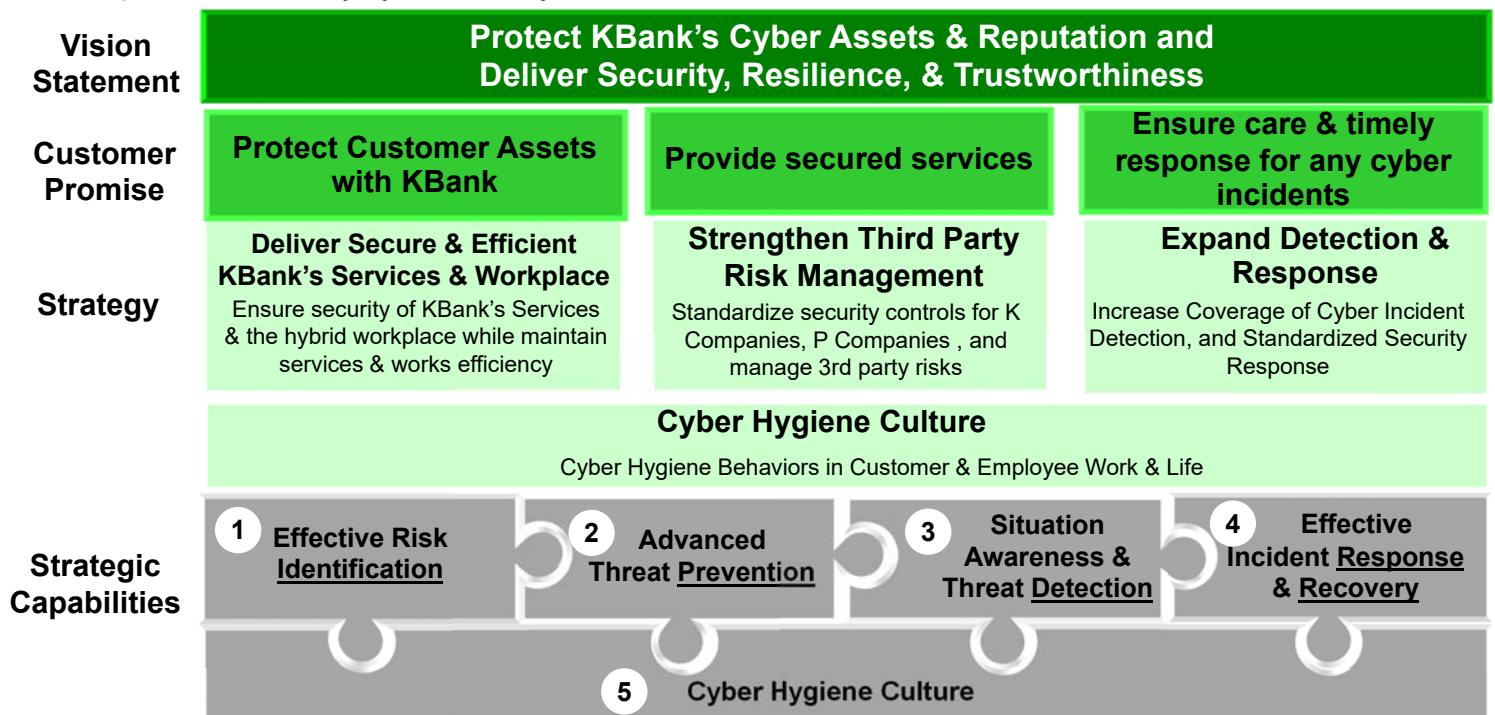 Vision
Statement
Protect KBank's Cyber Assets & Reputation and
Deliver Security, Resilience, & Trustworthiness
Customer
Promise
Protect Customer Assets
with KBank
Provide secured services
Ensure care & timely
response for any cyber
incidents
Strategy
Deliver Secure & Efficient
KBank's Services & Workplace
Ensure security of KBank's Services
& the hybrid workplace while maintain
services & works efficiency
Strengthen Third Party
Risk Management
Standardize security controls for K
Companies, P Companies , and
manage 3rd party risks
Expand Detection &
Response
Increase Coverage of Cyber Incident
Detection, and Standardized Security
Response
Cyber Hygiene Culture
Cyber Hygiene Behaviors in Customer & Employee Work & Life
Strategic
Capabilities
1
Effective Risk
Identification
2
Advanced
Threat Prevention
3
Situation
Awareness &
Threat Detection
4
Effective
Incident Response
& Recovery
5
Cyber Hygiene Culture